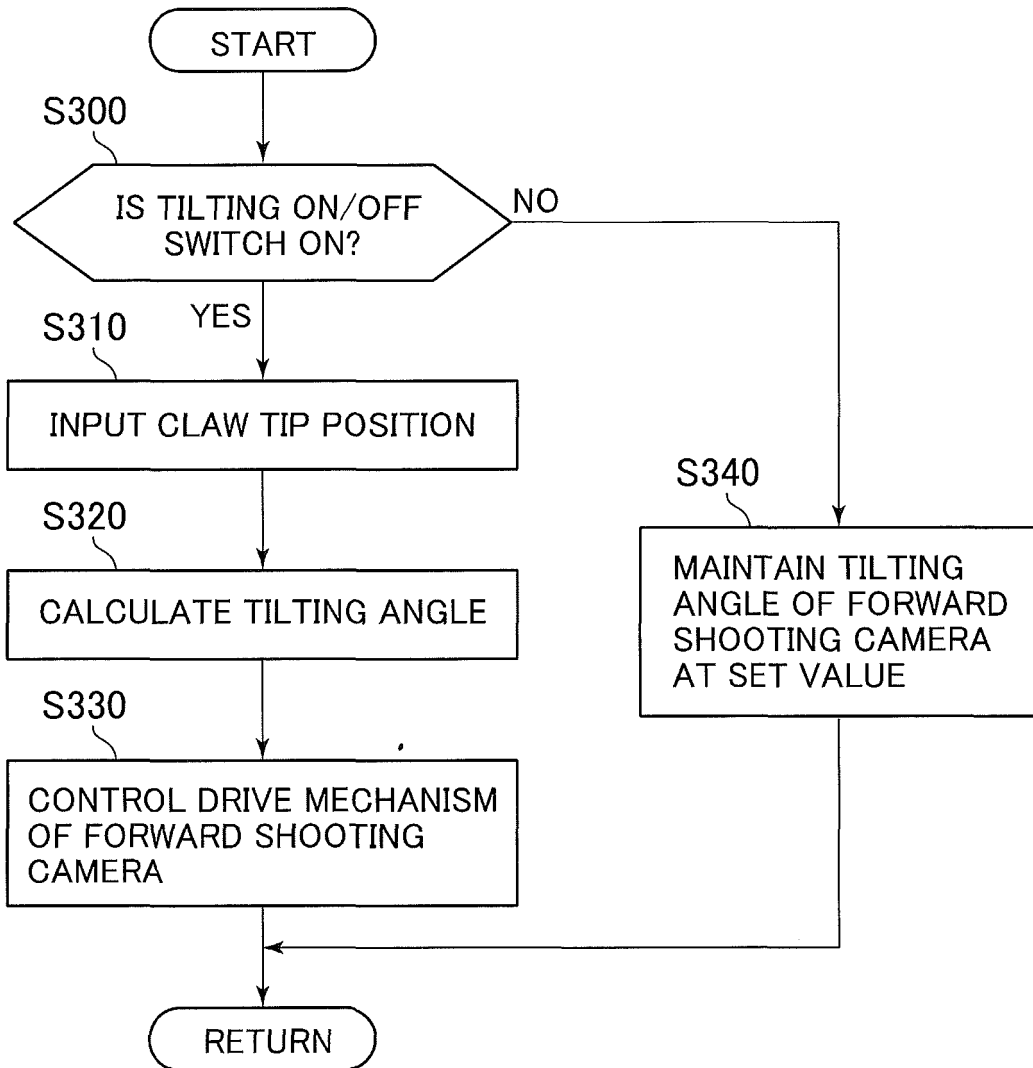 START
S300
IS TILTING ON/OFF
SWITCH ON?
NO
YES
S310
INPUT CLAW TIP POSITION
S320
CALCULATE TILTING ANGLE
S330
CONTROL DRIVE MECHANISM
OF FORWARD SHOOTING
CAMERA
S340
MAINTAIN TILTING
ANGLE OF FORWARD
SHOOTING CAMERA
AT SET VALUE
RETURN